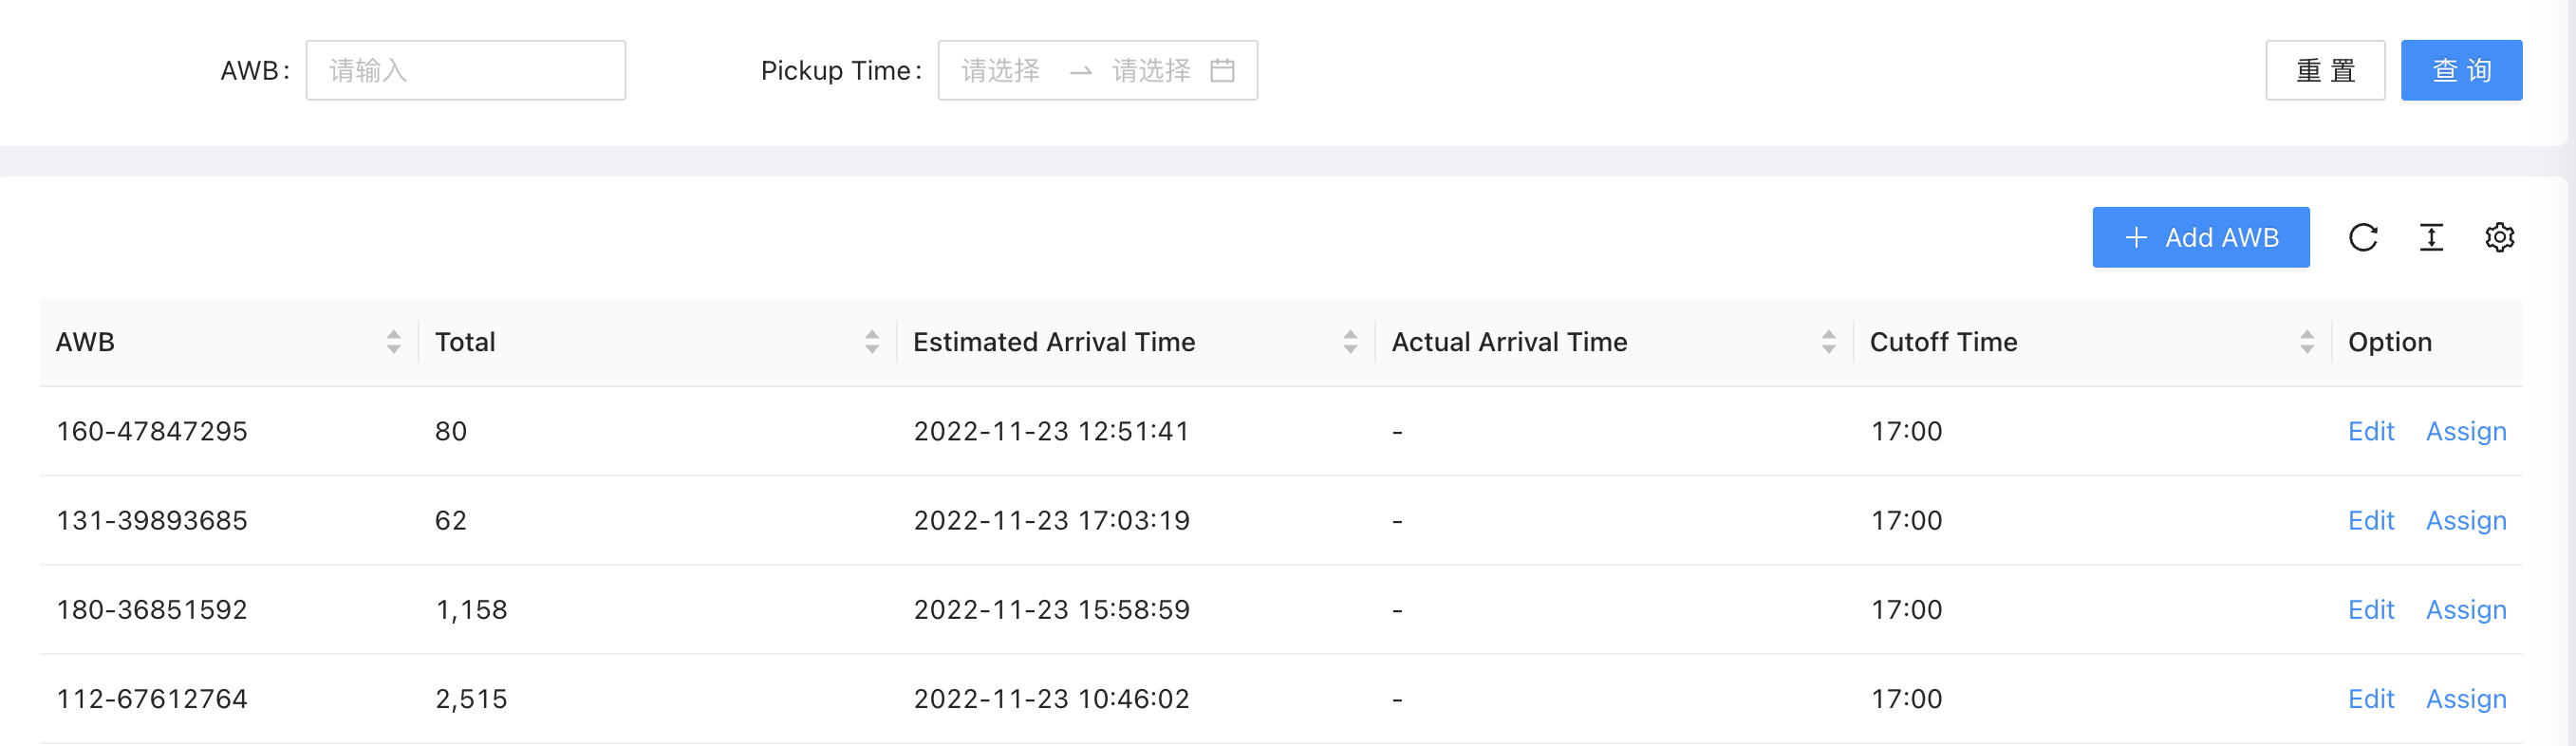 AWB: 请输入 Pickup Time: 请选择 → 请选择 重 置 查 询
+ Add AWB
AWB Total Estimated Arrival Time Actual Arrival Time Cutoff Time Option
160-47847295 80 2022-11-23 12:51:41 - 17:00 Edit Assign
131-39893685 62 2022-11-23 17:03:19 - 17:00 Edit Assign
180-36851592 1,158 2022-11-23 15:58:59 - 17:00 Edit Assign
112-67612764 2,515 2022-11-23 10:46:02 - 17:00 Edit Assign